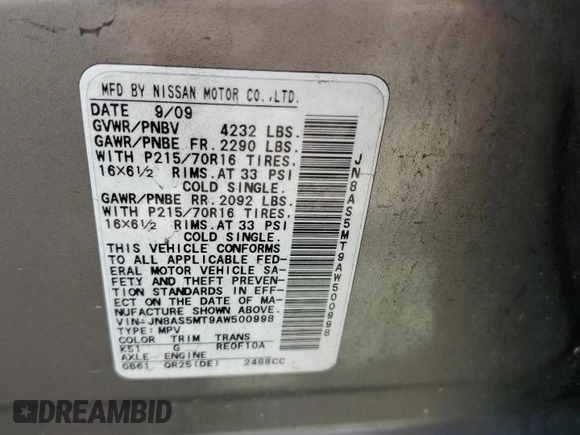 MFD BY NISSAN MOTOR CO.,LTD.
DATE 9/09
GVWR/PNBV 4232 LBS.
GAWR/PNBE FR. 2290 LBS.
WITH P215/70R16 TIRES.
16×6½ RIMS. AT 33 PSI
COLD SINGLE.
GAWR/PNBE RR. 2092 LBS.
WITH P215/70R16 TIRES.
16×6½ RIMS. AT 33 PSI
COLD SINGLE.
THIS VEHICLE CONFORMS
TO ALL APPLICABLE FED-
ERAL MOTOR VEHICLE SA-
FETY AND THEFT PREVEN-
TION STANDARDS IN EFF-
ECT ON THE DATE OF MA-
NUFACTURE SHOWN ABOVE.
VIN: JN8AS5MT9AW500998
TYPE: MPV
COLOR TRIM TRANS
K51 G RE0F10A
AXLE ENGINE
GB61 QR25(DE) 2488CC
JN8AS5MT9AW500998
DREAMBID